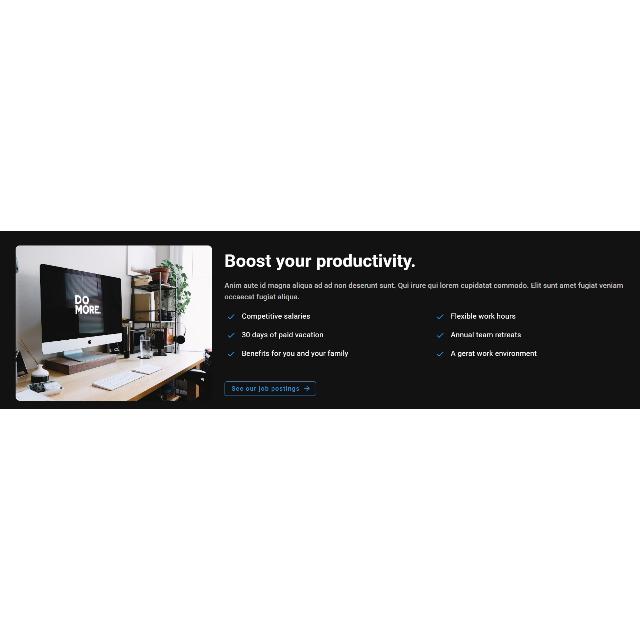 DO
MORE.
Boost your productivity.
Anim aute id magna aliqua ad ad non deserunt sunt. Qui irure qui lorem cupidatat commodo. Elit sunt amet fugiat veniam
occaecat fugiat aliqua.
Competitive salaries
Flexible work hours
30 days of paid vacation
Annual team retreats
Benefits for you and your family
A gerat work environment
See our job postings